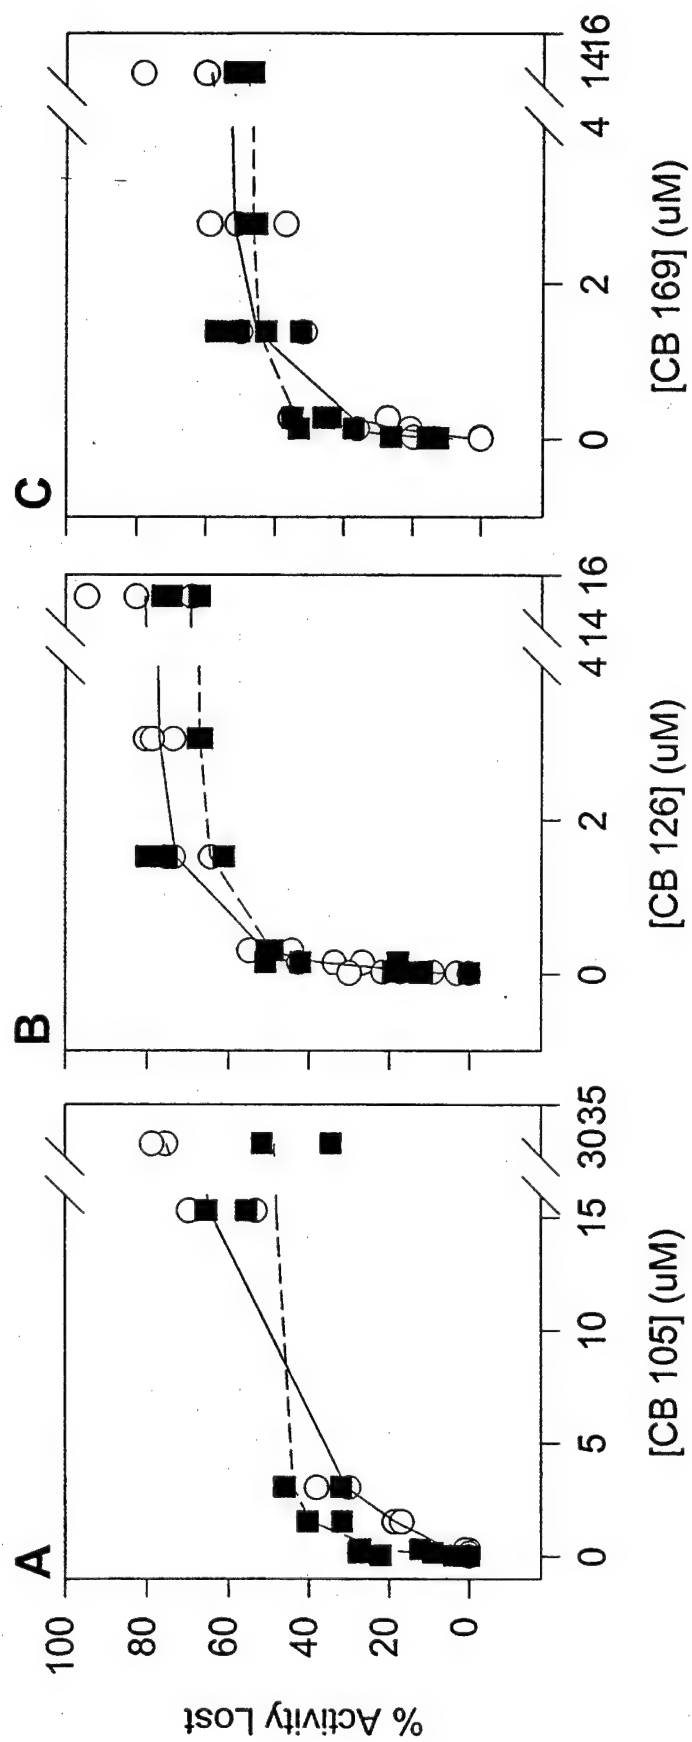 A
B
C
% Activity Lost
100
80
60
40
20
0
0 5 10 15 3035
0 2 4 14 16
0 2 4 1416
[CB 105] (uM)
[CB 126] (uM)
[CB 169] (uM)